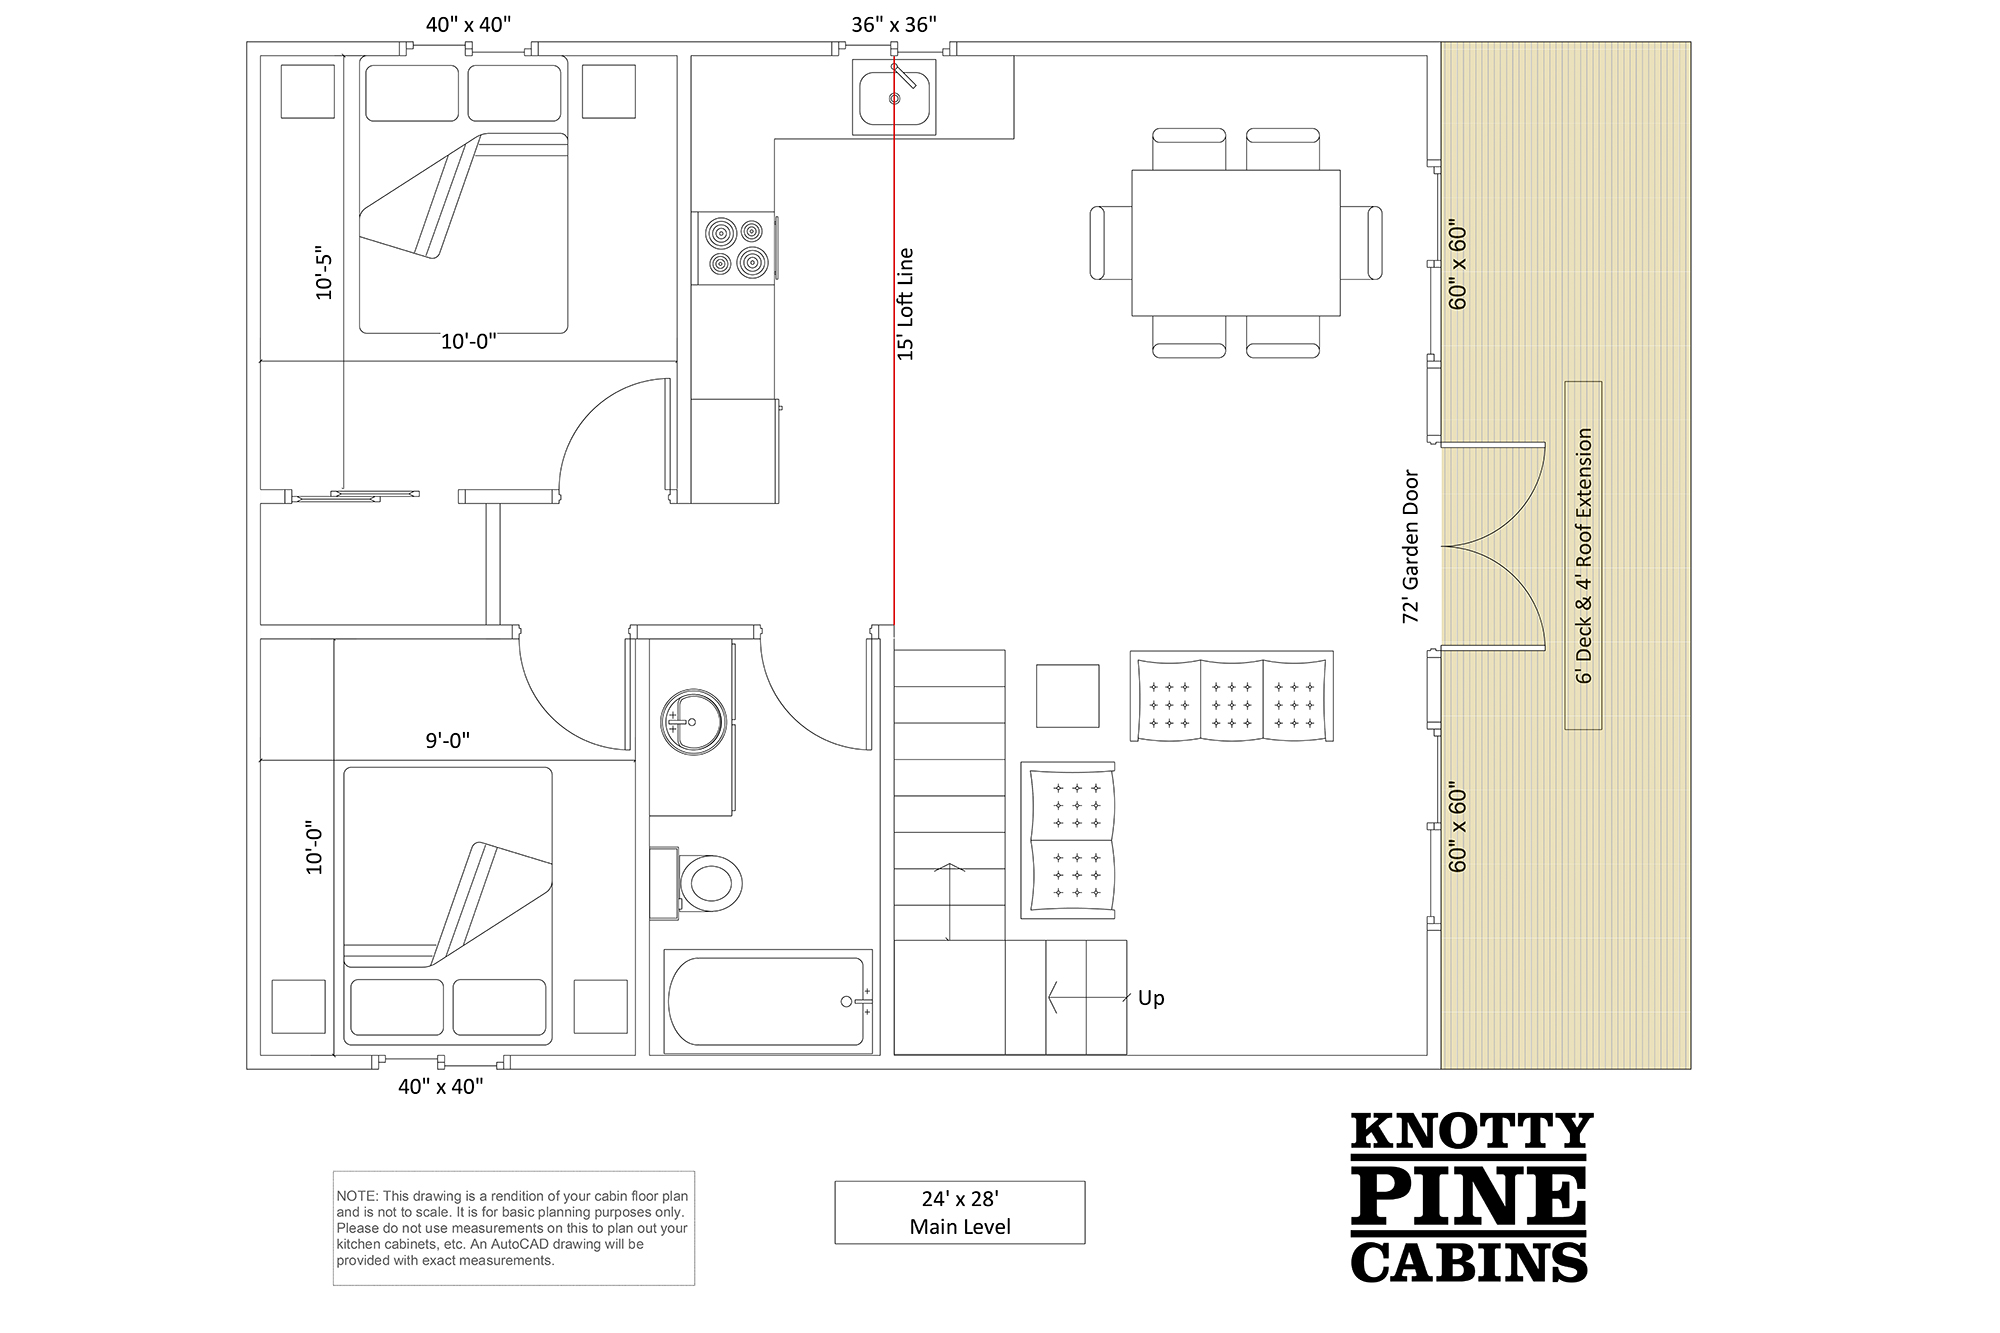 40" x 40"
36" x 36"
10'-5"
10'-0"
15' Loft Line
60" x 60"
72' Garden Door
6' Deck & 4' Roof Extension
9'-0"
10'-0"
60" x 60"
Up
40" x 40"
NOTE: This drawing is a rendition of your cabin floor plan
and is not to scale. It is for basic planning purposes only.
Please do not use measurements on this to plan out your
kitchen cabinets, etc. An AutoCAD drawing will be
provided with exact measurements.
24' x 28'
Main Level
KNOTTY
PINE
CABINS